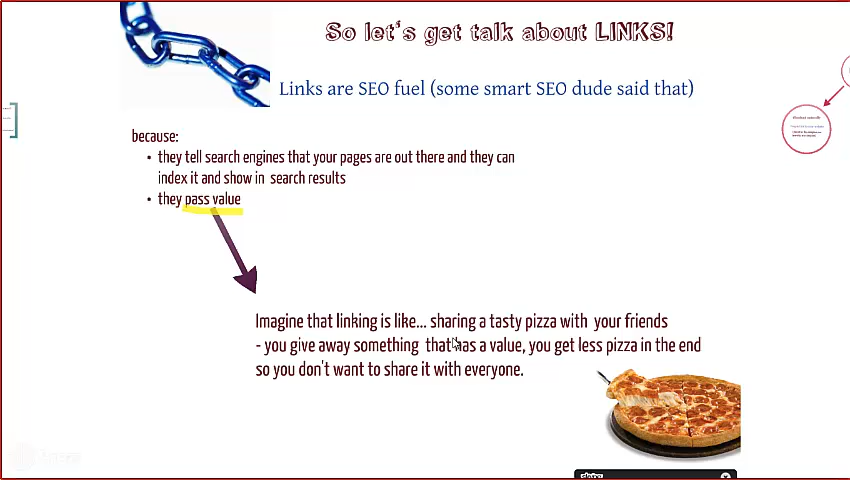 So let's get talk about LINKS!
Links are SEO fuel (some smart SEO dude said that)
because:
• they tell search engines that your pages are out there and they can
index it and show in search results
• they pass value
Imagine that linking is like... sharing a tasty pizza with your friends
- you give away something that has a value, you get less pizza in the end
so you don't want to share it with everyone.